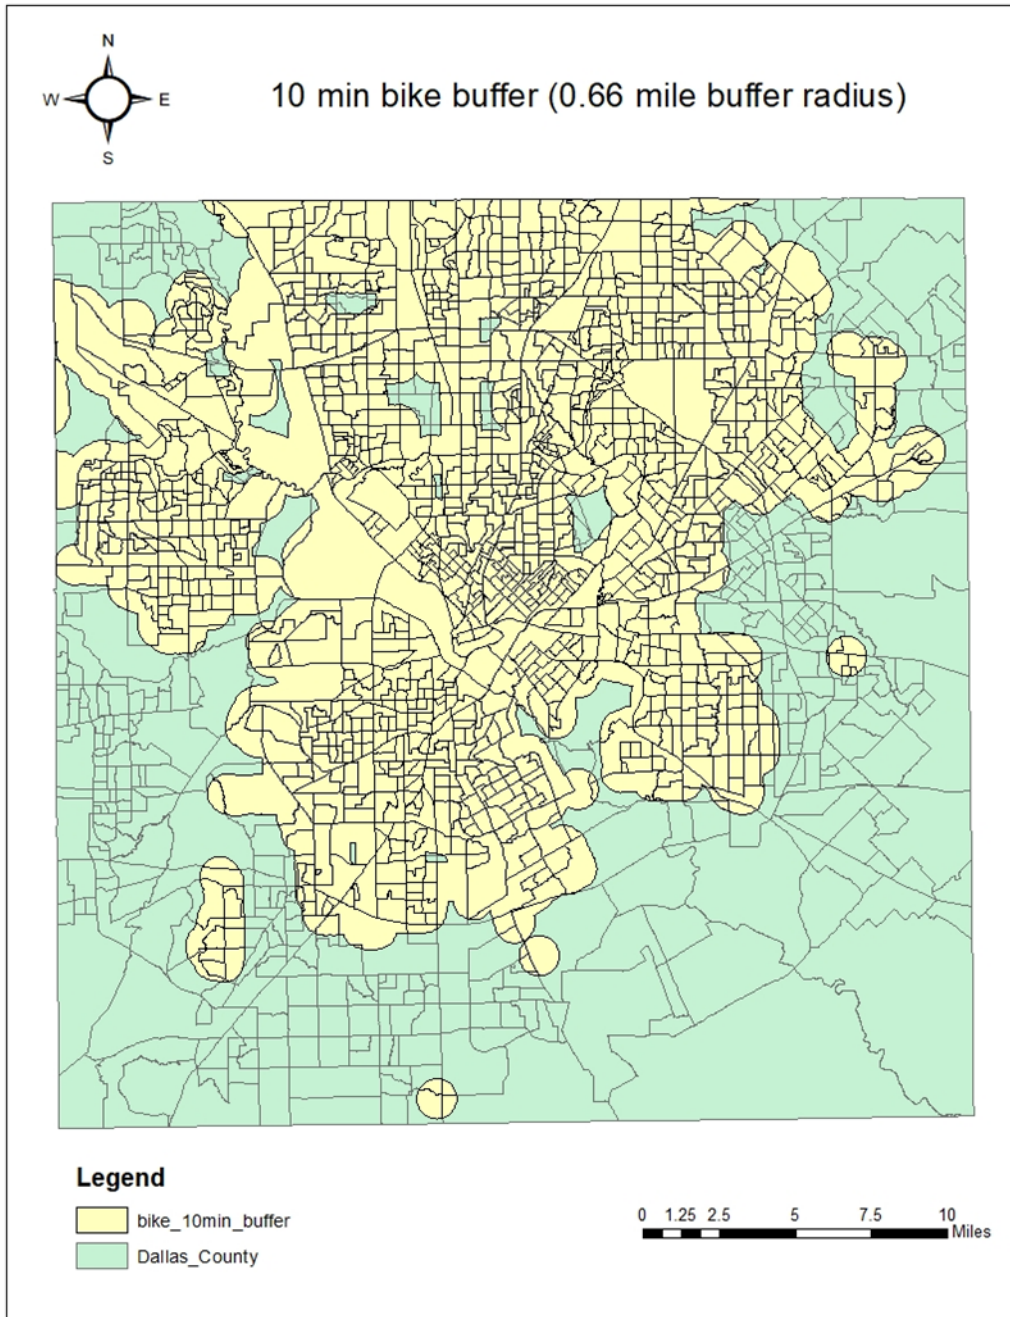 N
W E
S
10 min bike buffer (0.66 mile buffer radius)
Legend
bike_10min_buffer
Dallas_County
0 1.25 2.5 5 7.5 10
Miles